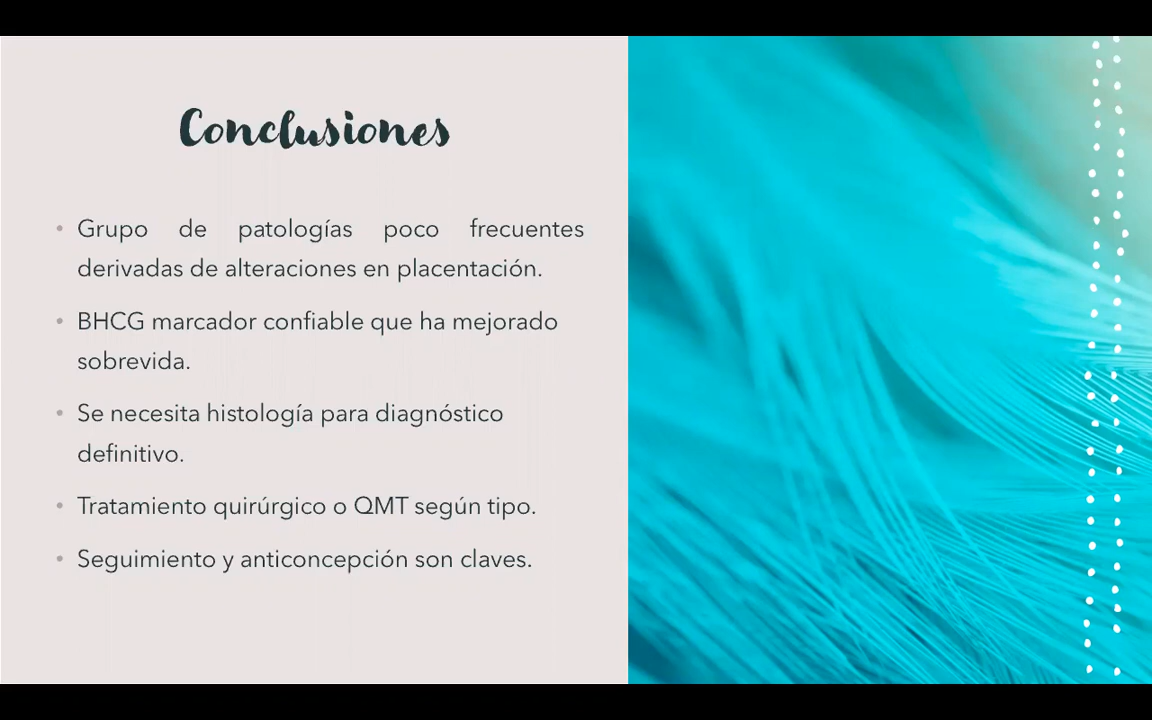 Conclusiones
• Grupo de patologías poco frecuentes
derivadas de alteraciones en placentación.
• BHCG marcador confiable que ha mejorado
sobrevida.
• Se necesita histología para diagnóstico
definitivo.
• Tratamiento quirúrgico o QMT según tipo.
• Seguimiento y anticoncepción son claves.